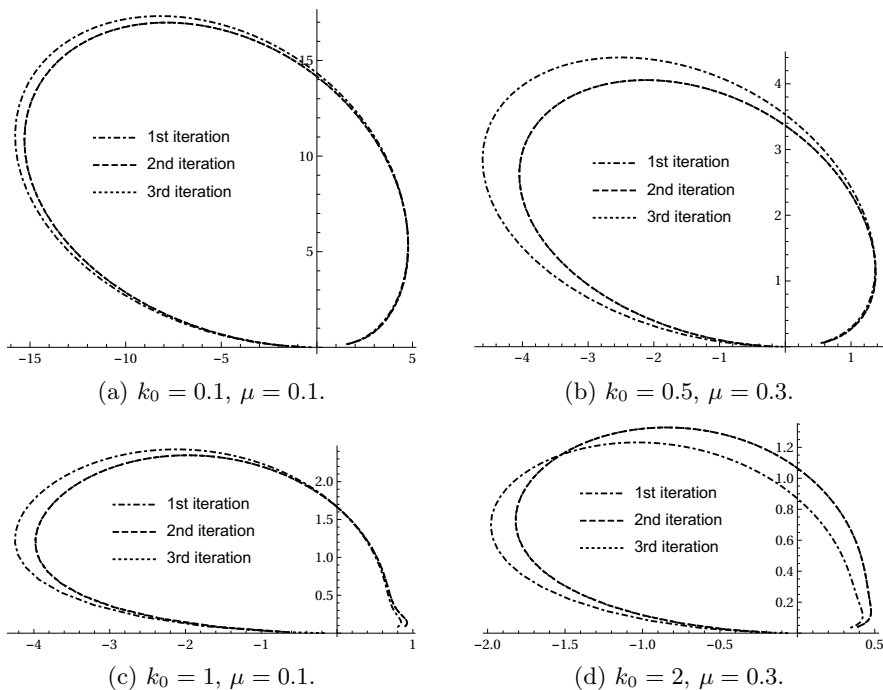 15
10
5
−15
−10
−5
5
1st iteration
2nd iteration
3rd iteration
(a) k₀ = 0.1, μ = 0.1.
4
3
2
1
−4
−3
−2
−1
1
1st iteration
2nd iteration
3rd iteration
(b) k₀ = 0.5, μ = 0.3.
2.0
1.5
1.0
0.5
−4
−3
−2
−1
1
1st iteration
2nd iteration
3rd iteration
(c) k₀ = 1, μ = 0.1.
1.2
1.0
0.8
0.6
0.4
0.2
−2.0
−1.5
−1.0
−0.5
0.5
1st iteration
2nd iteration
3rd iteration
(d) k₀ = 2, μ = 0.3.